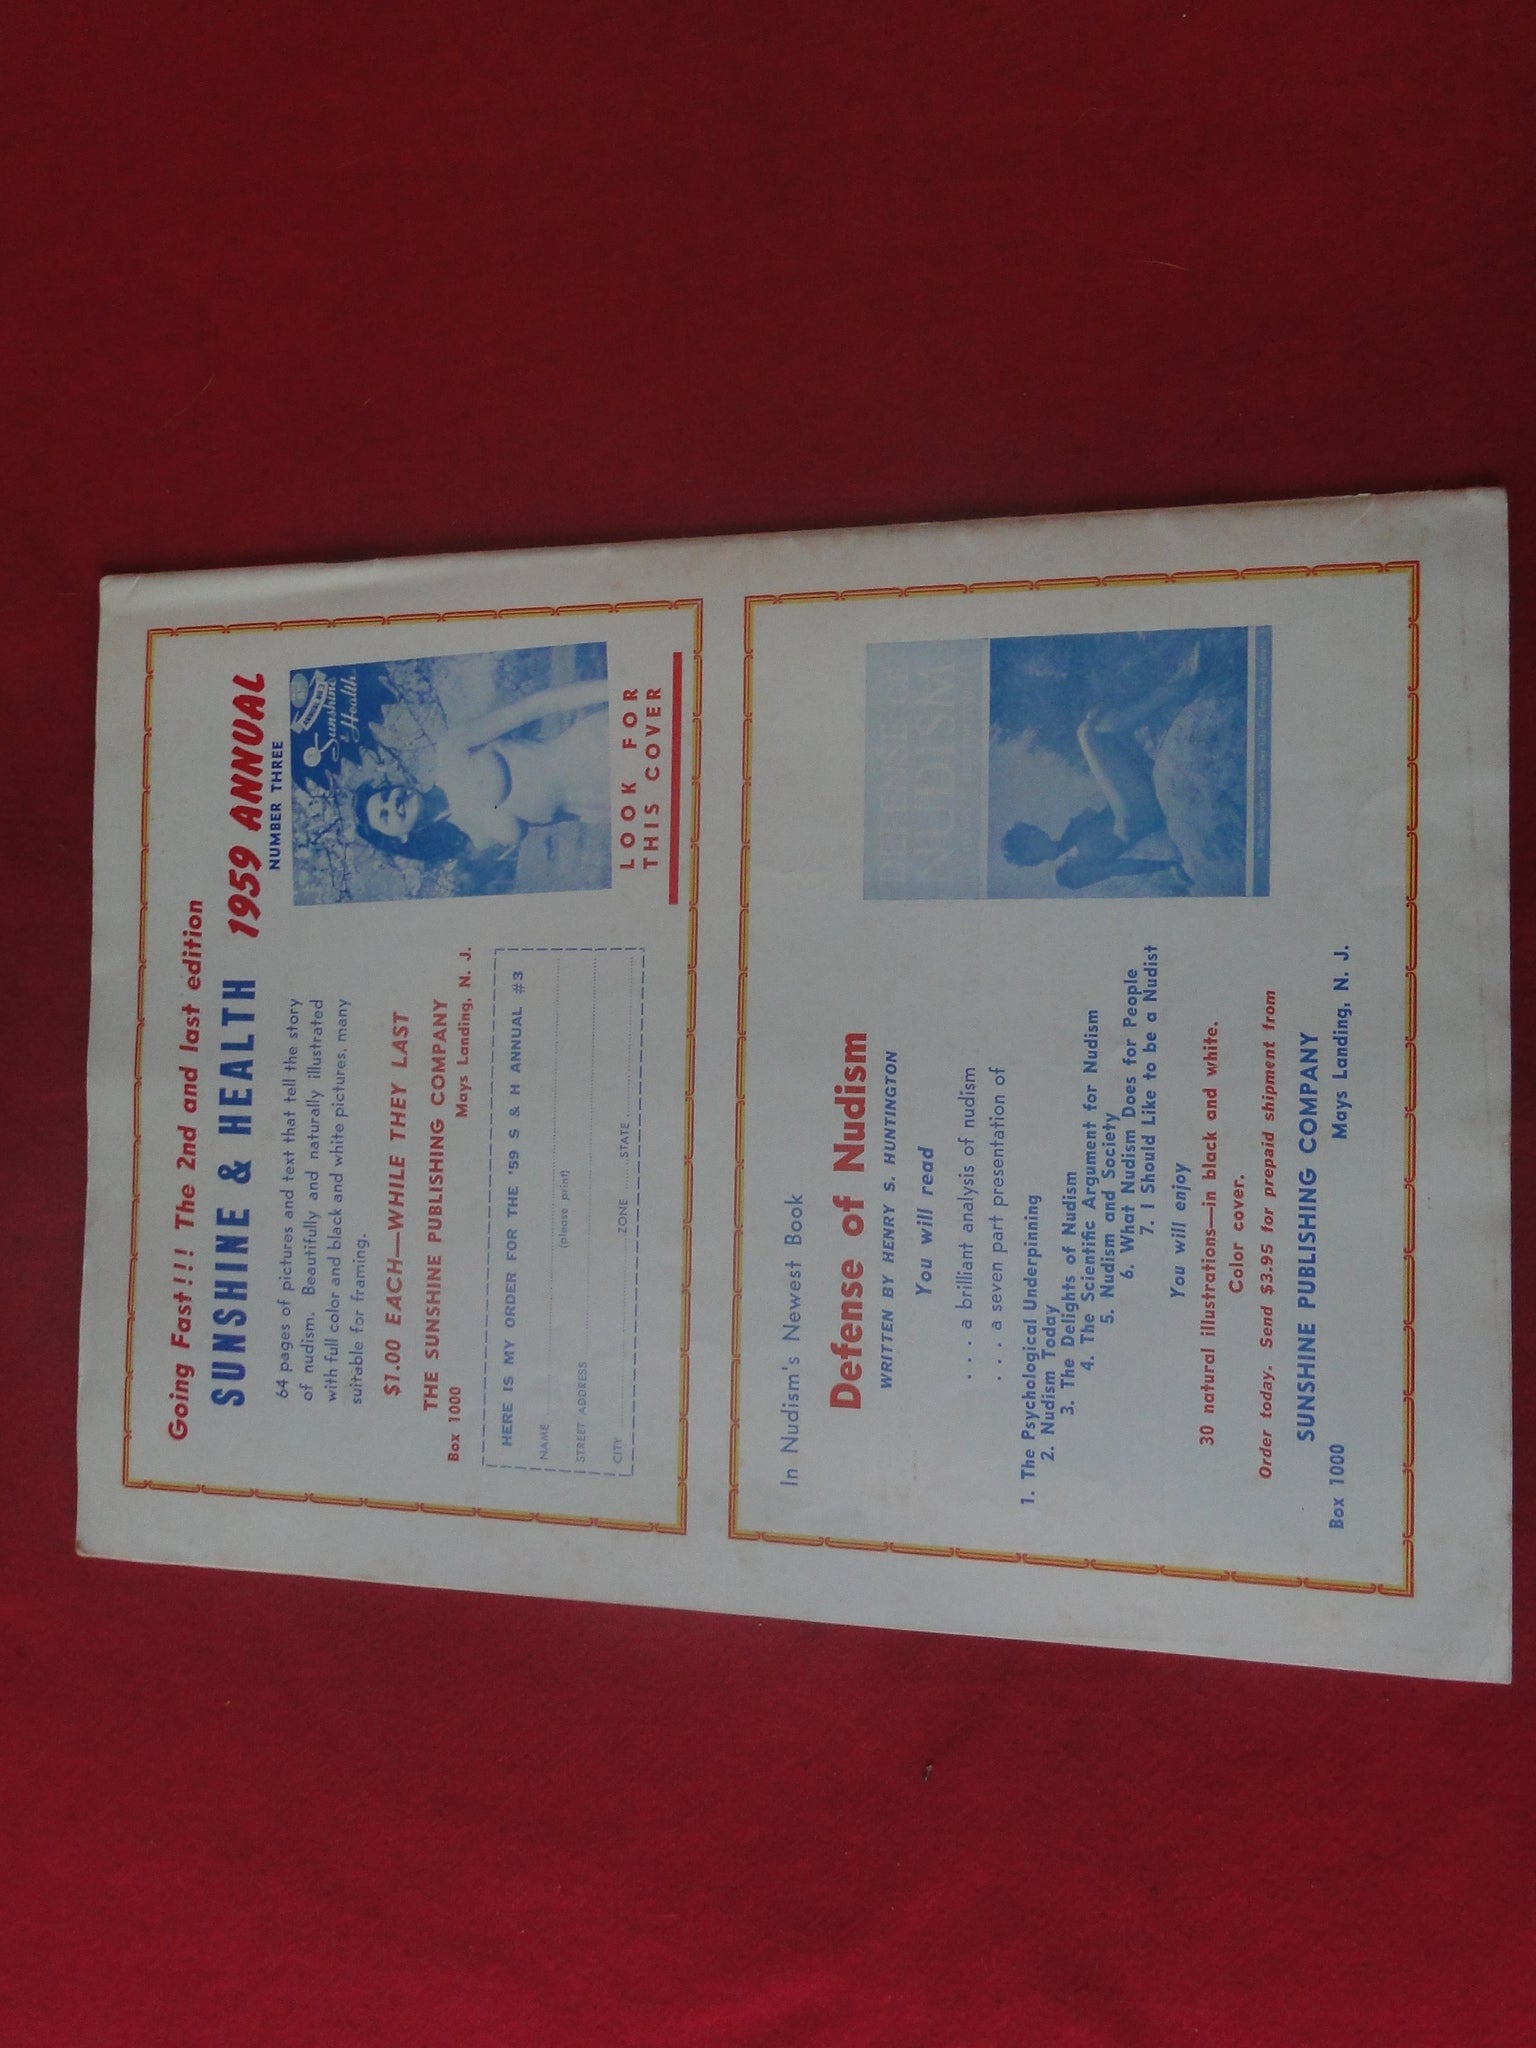 Going Fast!!! The 2nd and last edition
SUNSHINE & HEALTH 1959 ANNUAL
NUMBER THREE
64 pages of pictures and text that tell the story
of nudism. Beautifully and naturally illustrated
with full color and black and white pictures, many
suitable for framing.
$1.00 EACH—WHILE THEY LAST
THE SUNSHINE PUBLISHING COMPANY
Box 1000 Mays Landing, N. J.
HERE IS MY ORDER FOR THE '59 S & H ANNUAL #3
NAME
(please print)
STREET ADDRESS
CITY ZONE STATE
Sunshine
& Health
LOOK FOR
THIS COVER
In Nudism's Newest Book
Defense of Nudism
WRITTEN BY HENRY S. HUNTINGTON
You will read
. . . . a brilliant analysis of nudism
. . . . a seven part presentation of
1. The Psychological Underpinning
2. Nudism Today
3. The Delights of Nudism
4. The Scientific Argument for Nudism
5. Nudism and Society
6. What Nudism Does for People
7. I Should Like to be a Nudist
You will enjoy
30 natural illustrations—in black and white.
Color cover.
Order today. Send $3.95 for prepaid shipment from
SUNSHINE PUBLISHING COMPANY
Box 1000 Mays Landing, N. J.
DEFENSE OF
NUDISM